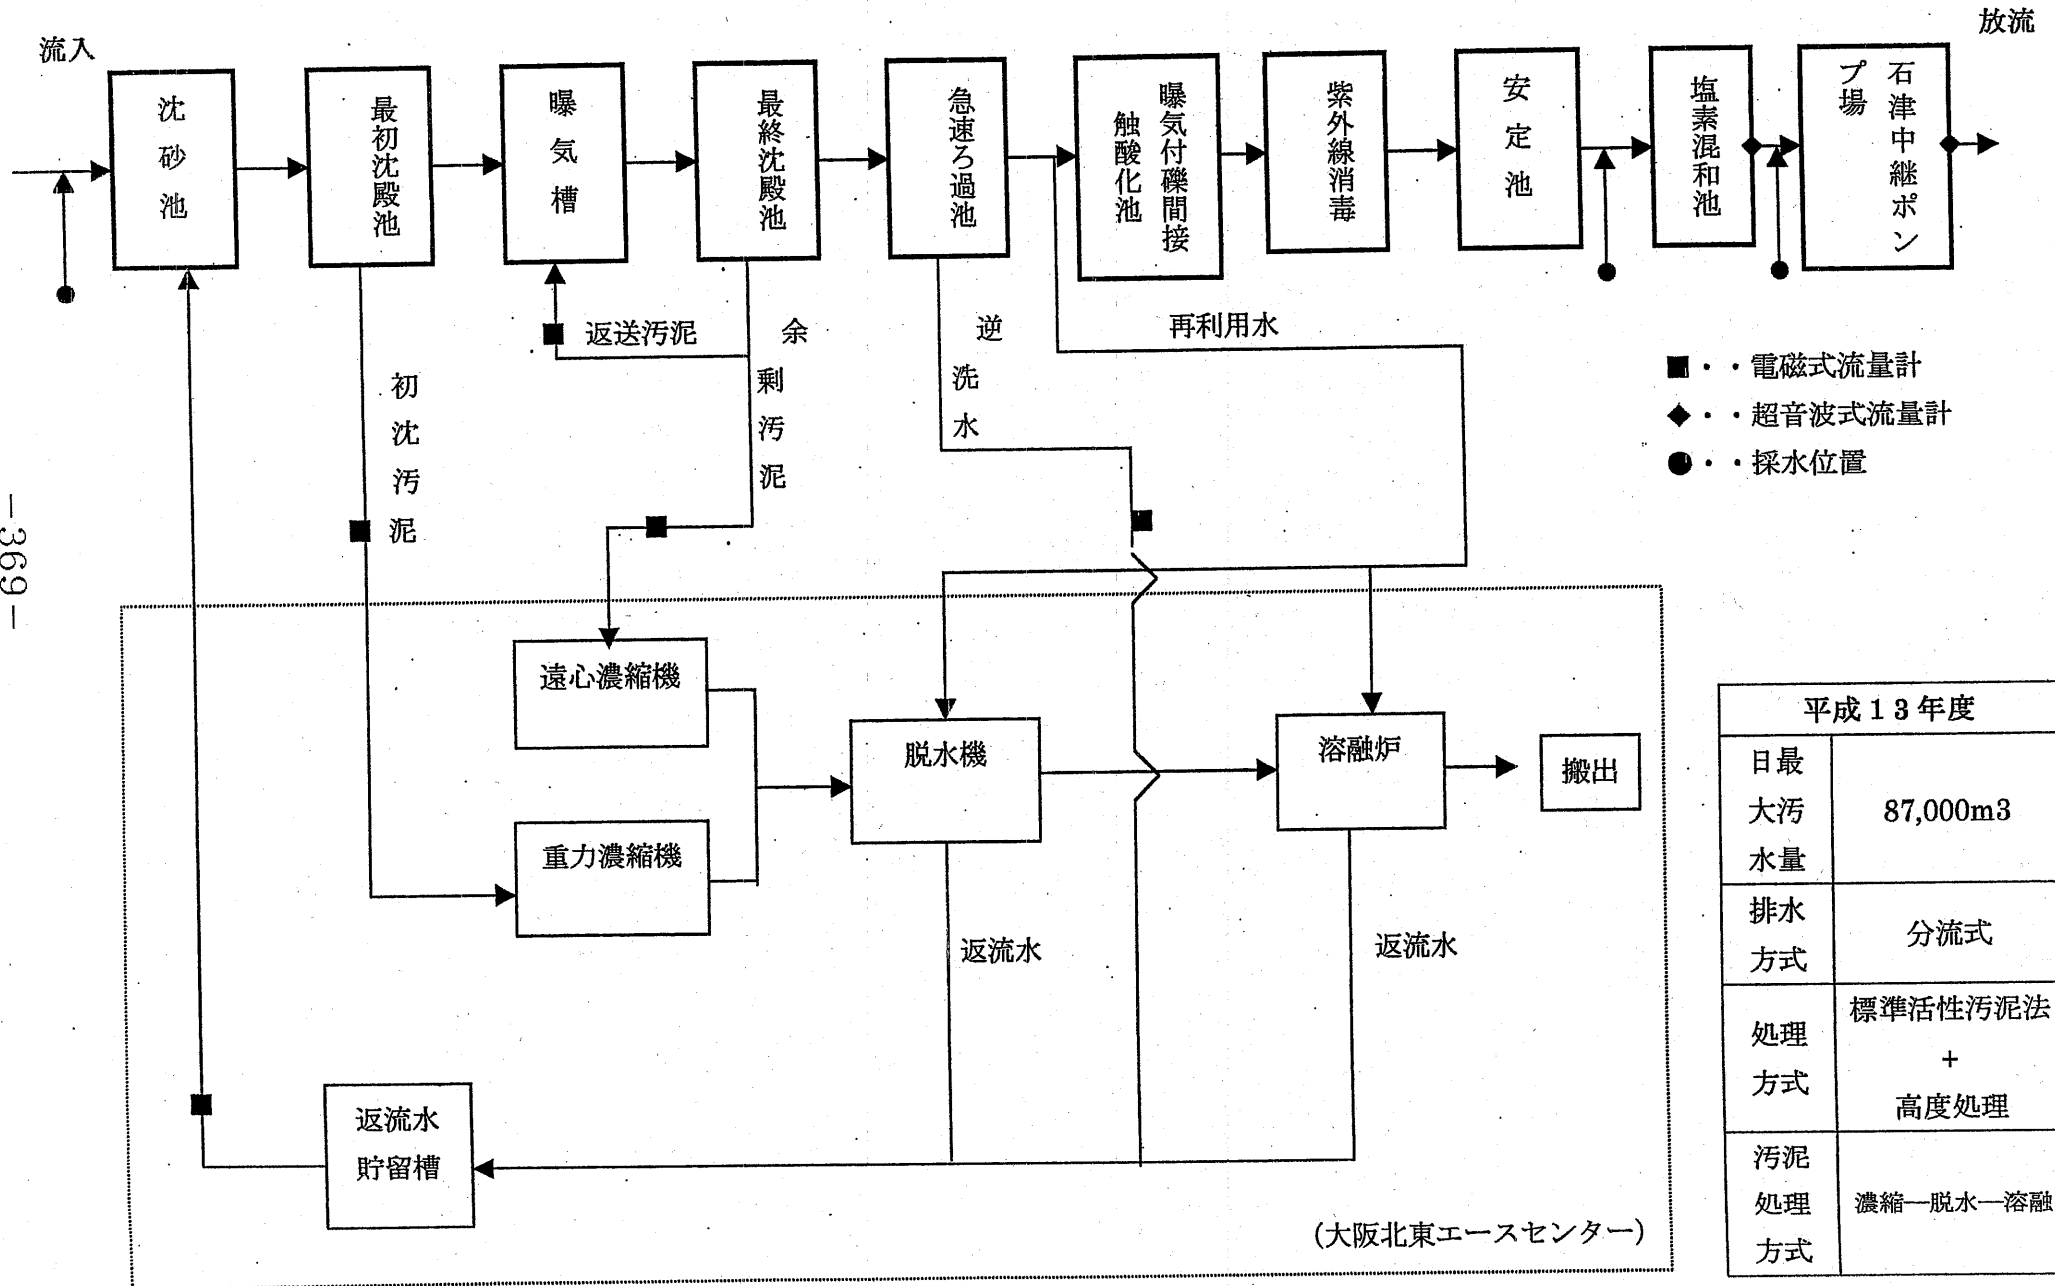 流入
放流
沈砂池
最初沈殿池
曝気槽
最終沈殿池
急速ろ過池
曝気付礫間接
触酸化池
紫外線消毒
安定池
塩素混和池
石津中継ポン
プ場
返送汚泥
余剰汚泥
逆洗水
再利用水
初沈汚泥
■・・電磁式流量計
◆・・超音波式流量計
●・・採水位置
－369－
遠心濃縮機
重力濃縮機
脱水機
溶融炉
搬出
返流水
返流水
返流水
貯留槽
(大阪北東エースセンター)
平成13年度
日最
大汚
水量
87,000m3
排水
方式
分流式
処理
方式
標準活性汚泥法
+
高度処理
汚泥
処理
方式
濃縮―脱水―溶融